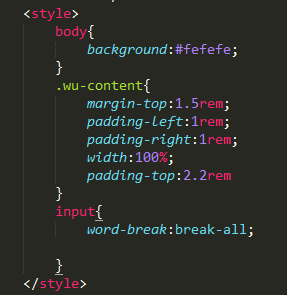 <style>
body{
background:#fefefe;
}
.wu-content{
margin-top:1.5rem;
padding-left:1rem;
padding-right:1rem;
width:100%;
padding-top:2.2rem
}
input{
word-break:break-all;
}
</style>